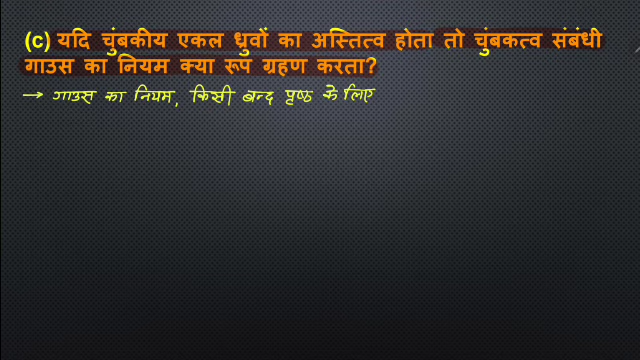 (c) यदि चुंबकीय एकल ध्रुवों का अस्तित्व होता तो चुंबकत्व संबंधी
गाउस का नियम क्या रूप ग्रहण करता?
→ गाउस का नियम, किसी बन्द पृष्ठ के लिए